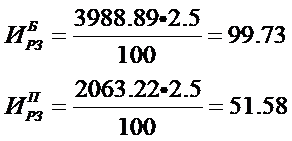 И^Б_РЗ = 3988.89•2.5 / 100 = 99.73
И^П_РЗ = 2063.22•2.5 / 100 = 51.58